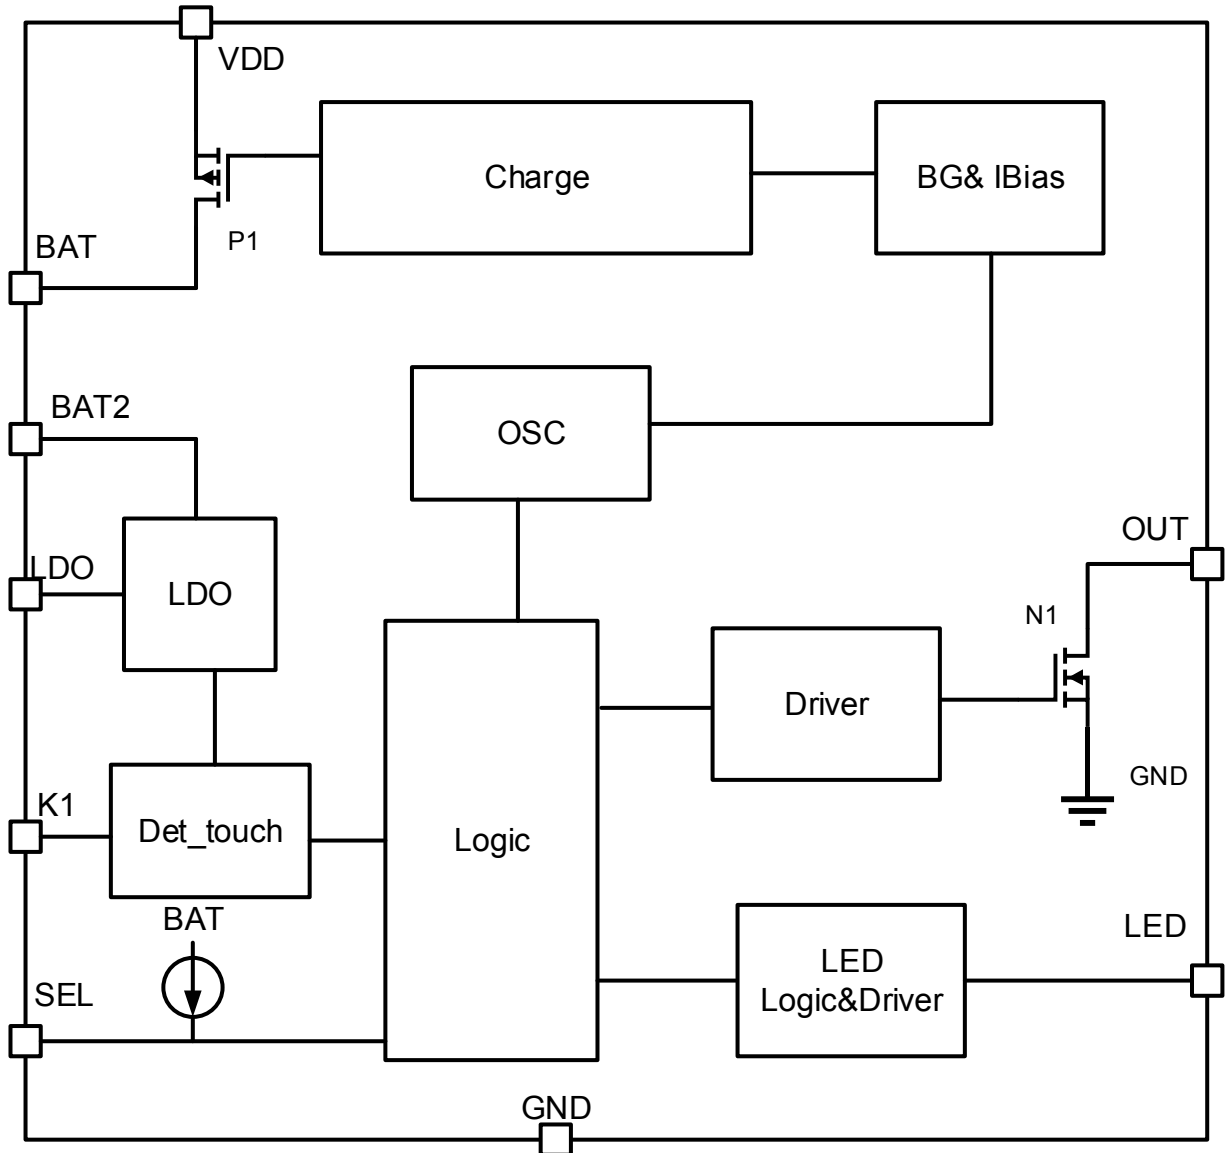 VDD
Charge
BG& IBias
P1
BAT
BAT2
OSC
OUT
LDO
LDO
N1
Driver
GND
K1
Det_touch
Logic
BAT
LED
LED
Logic&Driver
SEL
GND